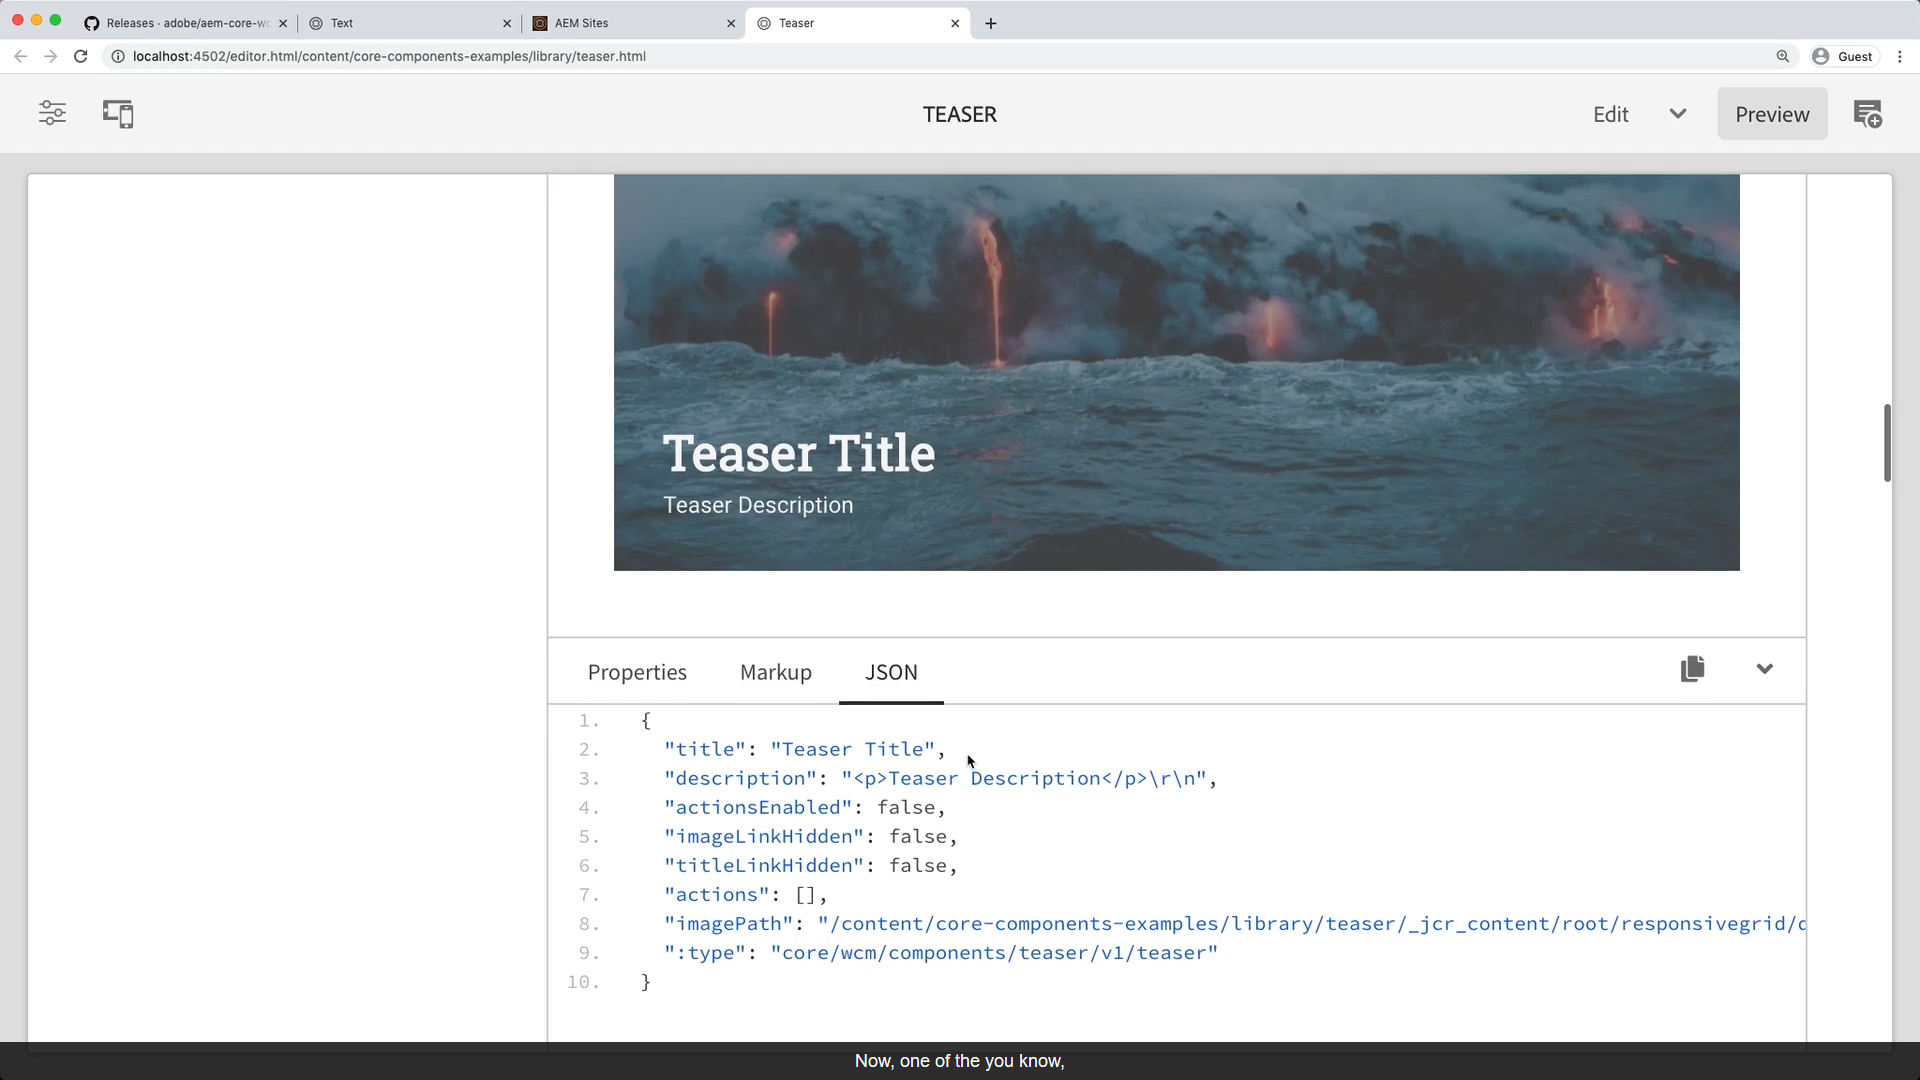 Releases · adobe/aem-core-wc
Text
AEM Sites
Teaser
localhost:4502/editor.html/content/core-components-examples/library/teaser.html
Guest
TEASER
Edit
Preview
Teaser Title
Teaser Description
Properties
Markup
JSON
1. {
2. "title": "Teaser Title",
3. "description": "<p>Teaser Description</p>\r\n",
4. "actionsEnabled": false,
5. "imageLinkHidden": false,
6. "titleLinkHidden": false,
7. "actions": [],
8. "imagePath": "/content/core-components-examples/library/teaser/_jcr_content/root/responsivegrid/d
9. ":type": "core/wcm/components/teaser/v1/teaser"
10. }
Now, one of the you know,